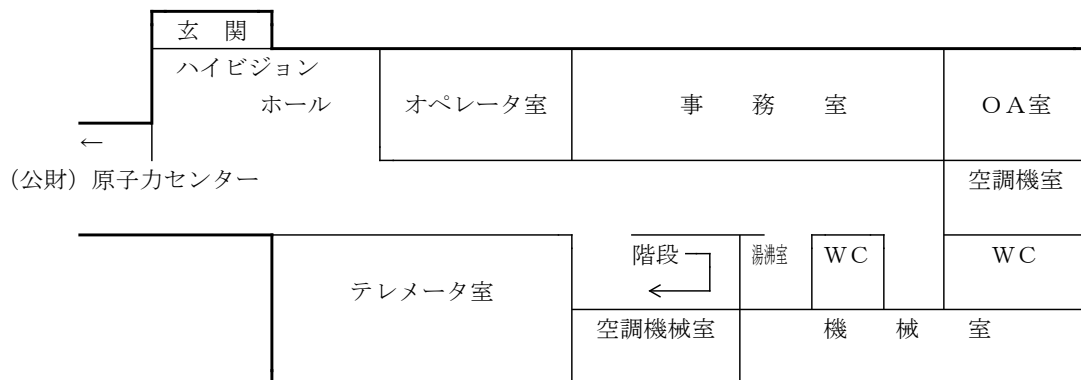 玄　関
ハイビジョン
ホール
オペレータ室
事　務　室
ＯＡ室
←
（公財）原子力センター
空調機室
階段
湯沸室
ＷＣ
ＷＣ
テレメータ室
空調機械室
機　械　室